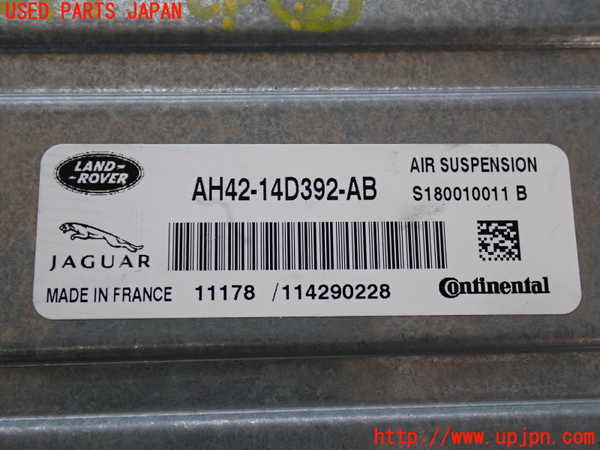 USED PARTS JAPAN
LAND-
ROVER
AH42-14D392-AB
AIR SUSPENSION
S180010011 B
JAGUAR
MADE IN FRANCE
11178 /114290228
Continental
http://www.upjpn.com/